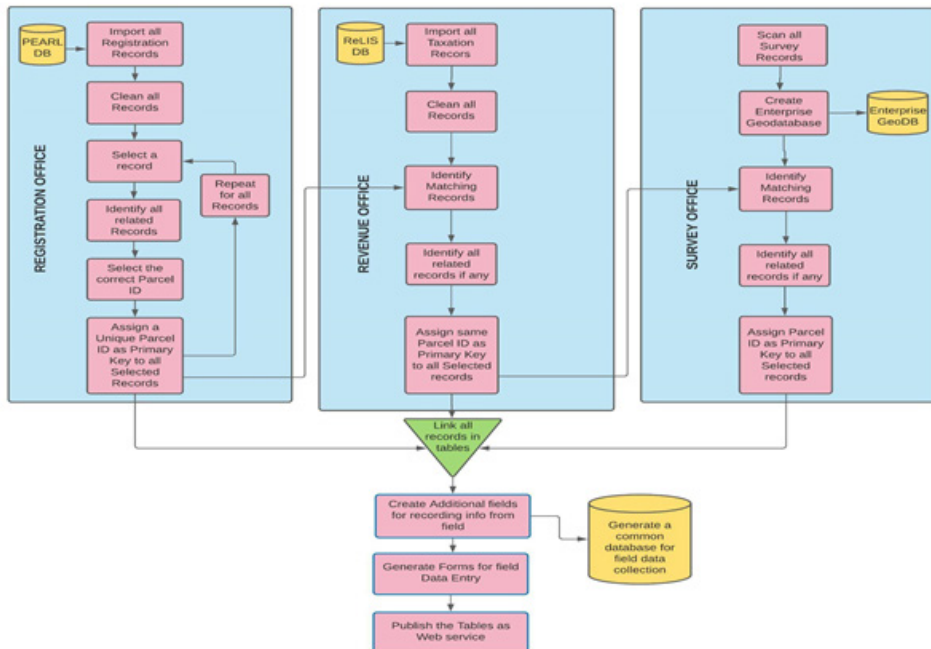 PEARL
DB
Import all
Registration
Records
Clean all
Records
Select a
record
Repeat
for all
Records
Identify all
related
Records
Select the
correct Parcel
ID
Assign a
Unique Parcel
ID as Primary
Key to all
Selected
Records
REGISTRATION OFFICE
ReLIS
DB
Import all
Taxation
Recors
Clean all
Records
Identify
Matching
Records
Identify all
related
records if any
Assign same
Parcel ID as
Primary Key
to all Selected
records
REVENUE OFFICE
Scan all
Survey
Records
Create
Enterprise
Geodatabase
Enterprise
GeoDB
Identify
Matching
Records
Identify all
related
records if any
Assign Parcel
ID as Primary
Key to all
Selected
records
SURVEY OFFICE
Link all
records in
tables
Create Additional fields
for recording info from
field
Generate a
common
database for
field data
collection
Generate Forms for field
Data Entry
Publish the Tables as
Web service